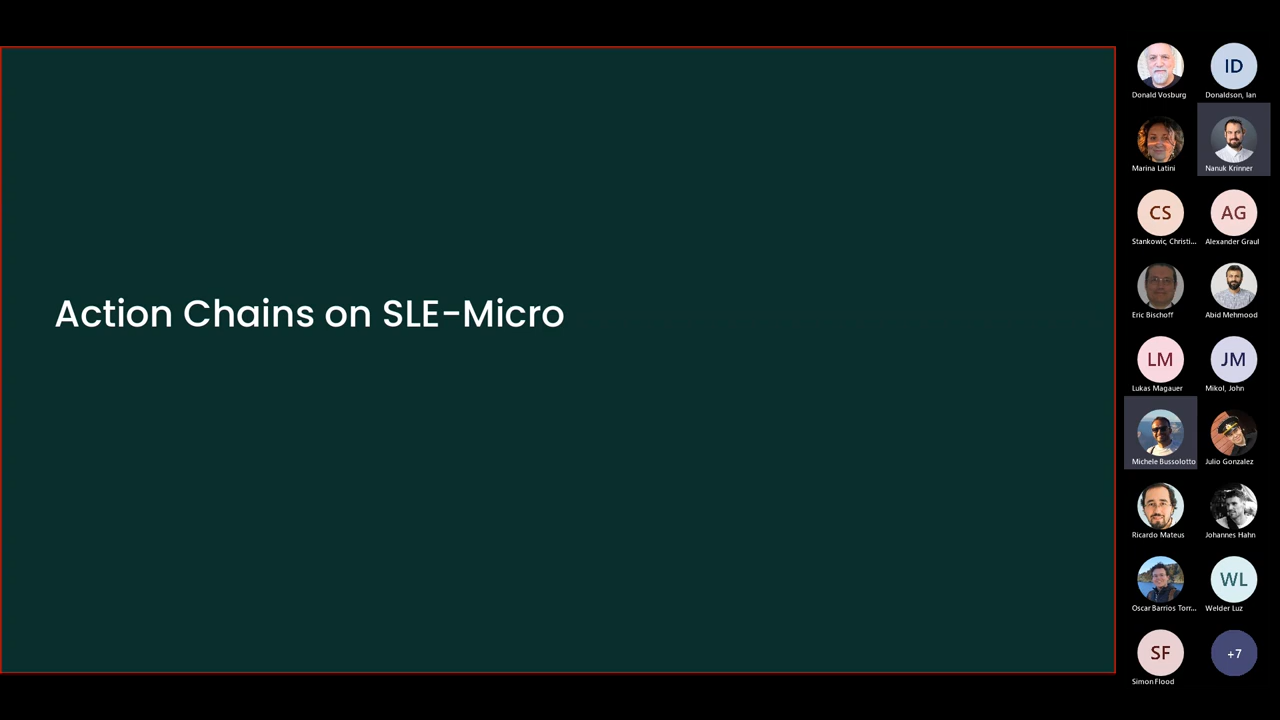 Action Chains on SLE-Micro
Donald Vosburg
ID
Donaldson, Ian
Marina Latini
Nanuk Krinner
CS
Stankowic, Christi...
AG
Alexander Graul
Eric Bischoff
Abid Mehmood
LM
Lukas Magauer
JM
Mikol, John
Michele Bussolotto
Julio Gonzalez
Ricardo Mateus
Johannes Hahn
Oscar Barrios Torr...
WL
Welder Luz
SF
Simon Flood
+7